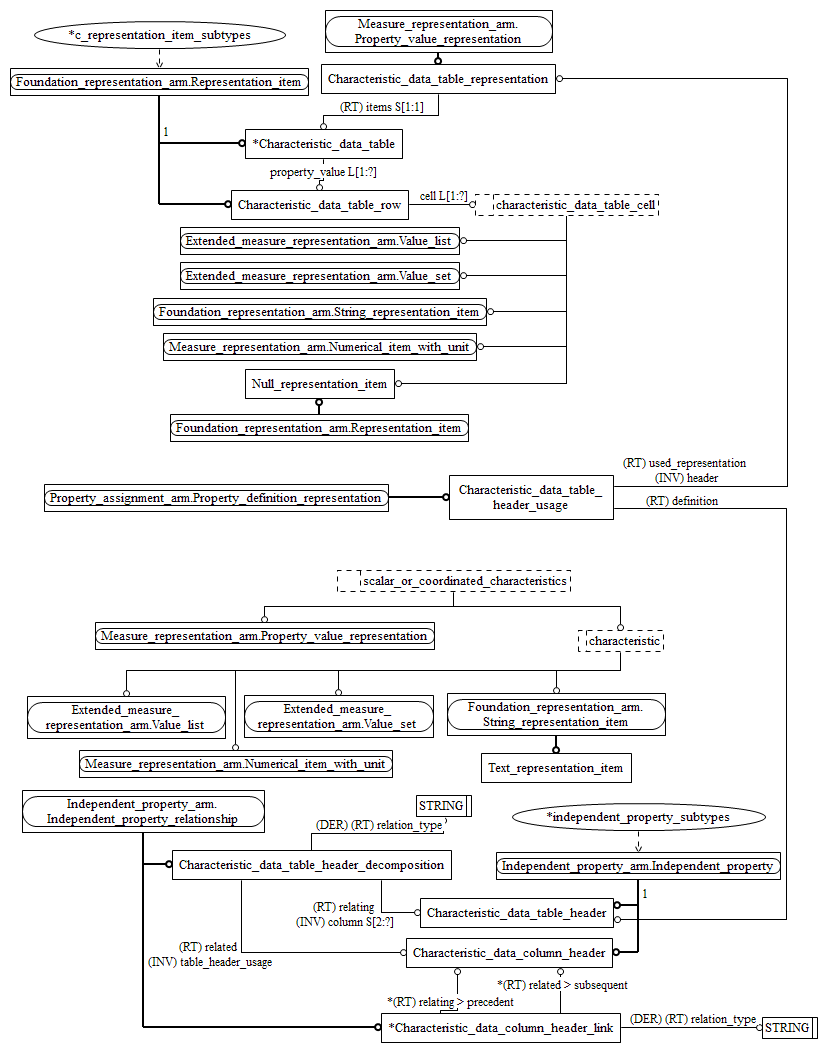 *c_representation_item_subtypes
Measure_representation_arm.
Property_value_representation
Foundation_representation_arm.Representation_item
Characteristic_data_table_representation
(RT) items S[1:1]
1
*Characteristic_data_table
property_value L[1:?]
Characteristic_data_table_row
cell L[1:?]
characteristic_data_table_cell
Extended_measure_representation_arm.Value_list
Extended_measure_representation_arm.Value_set
Foundation_representation_arm.String_representation_item
Measure_representation_arm.Numerical_item_with_unit
Null_representation_item
Foundation_representation_arm.Representation_item
(RT) used_representation
(INV) header
Property_assignment_arm.Property_definition_representation
Characteristic_data_table_
header_usage
(RT) definition
scalar_or_coordinated_characteristics
Measure_representation_arm.Property_value_representation
characteristic
Extended_measure_
representation_arm.Value_list
Extended_measure_
representation_arm.Value_set
Foundation_representation_arm.
String_representation_item
Measure_representation_arm.Numerical_item_with_unit
Text_representation_item
Independent_property_arm.
Independent_property_relationship
STRING
(DER) (RT) relation_type
*independent_property_subtypes
Characteristic_data_table_header_decomposition
Independent_property_arm.Independent_property
1
(RT) relating
(INV) column S[2:?]
Characteristic_data_table_header
(RT) related
(INV) table_header_usage
Characteristic_data_column_header
*(RT) related > subsequent
*(RT) relating > precedent
*Characteristic_data_column_header_link
(DER) (RT) relation_type
STRING